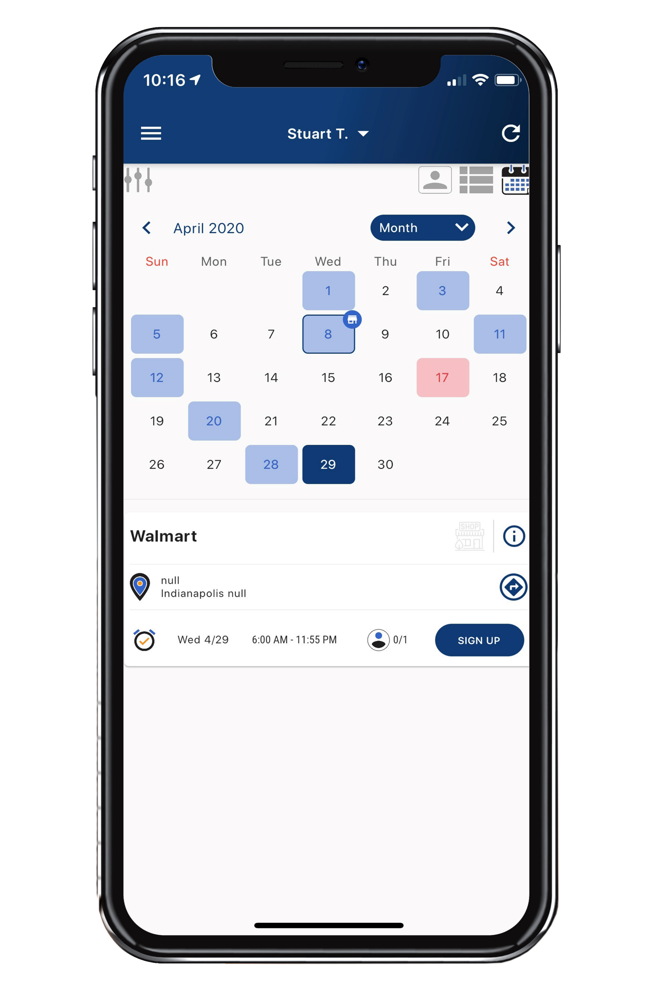 10:16
Stuart T.
April 2020 Month
Sun Mon Tue Wed Thu Fri Sat
1 2 3 4
5 6 7 8 9 10 11
12 13 14 15 16 17 18
19 20 21 22 23 24 25
26 27 28 29 30
Walmart
SHOP
null
Indianapolis null
Wed 4/29 6:00 AM - 11:55 PM 0/1 SIGN UP